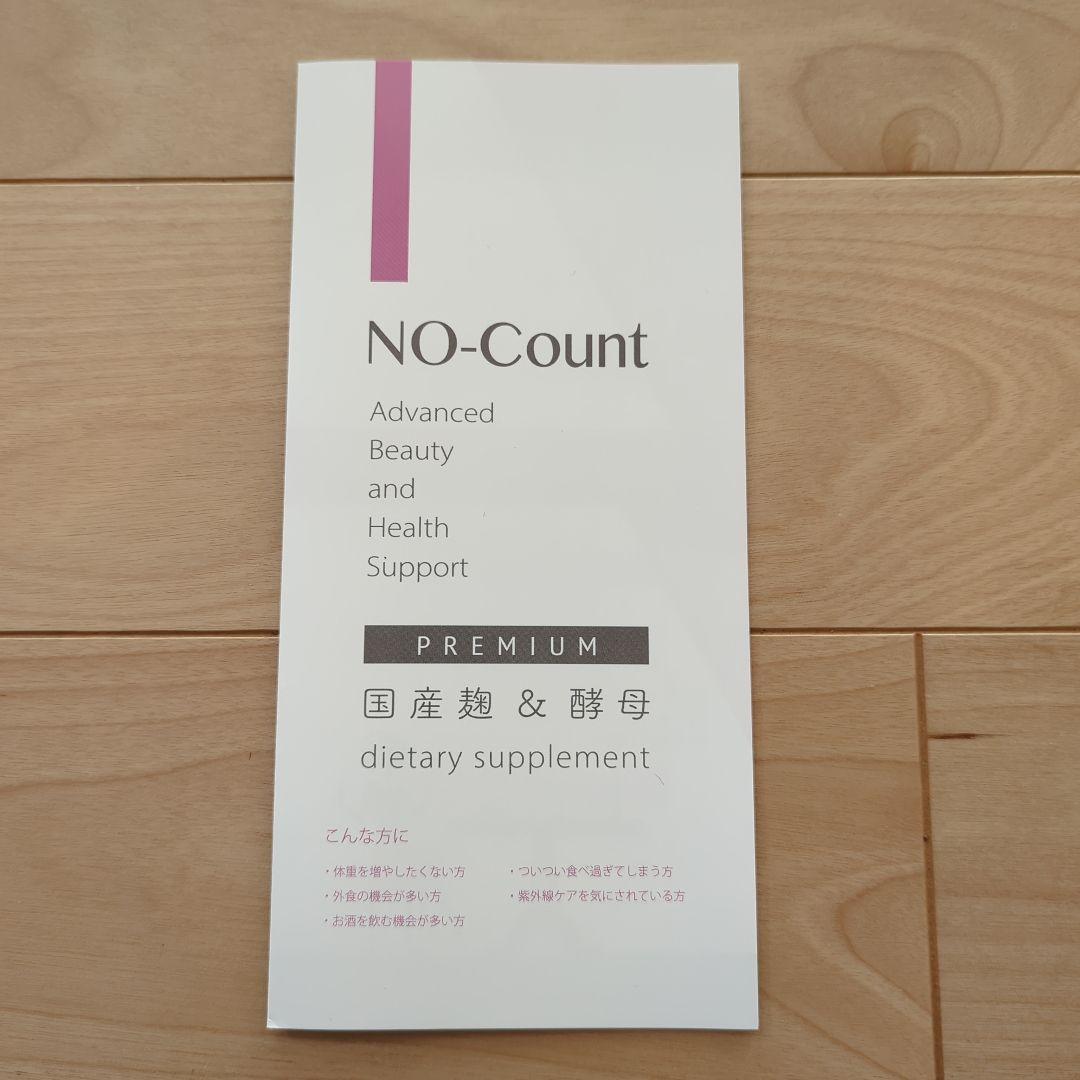 NO-Count
Advanced
Beauty
and
Health
Support
PREMIUM
国産麹 & 酵母
dietary supplement
こんな方に
・体重を増やしたくない方
・外食の機会が多い方
・お酒を飲む機会が多い方
・ついつい食べ過ぎてしまう方
・紫外線ケアを気にされている方